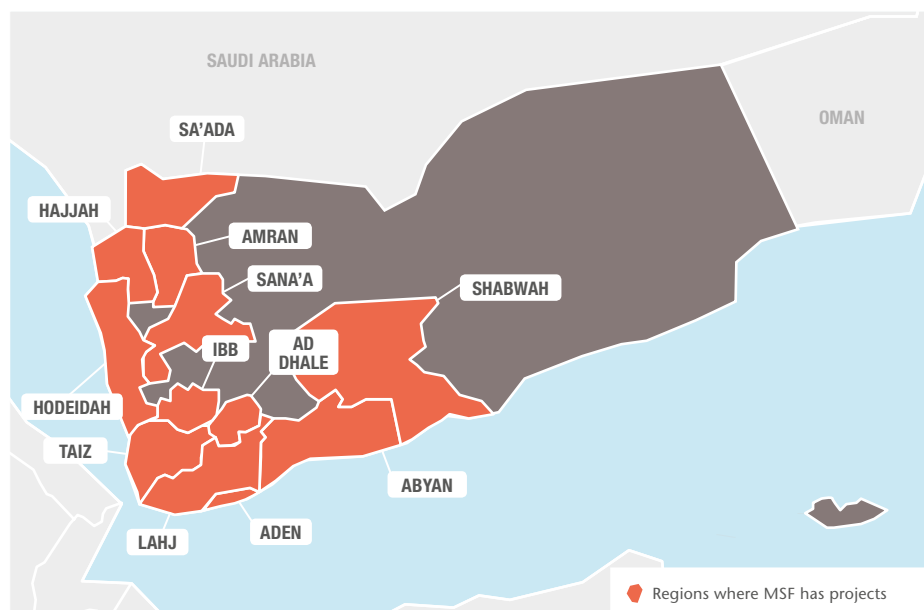 SAUDI ARABIA
OMAN
SA’ADA
HAJJAH
AMRAN
SANA’A
SHABWAH
IBB
AD
DHALE
HODEIDAH
TAIZ
ABYAN
LAHJ
ADEN
Regions where MSF has projects